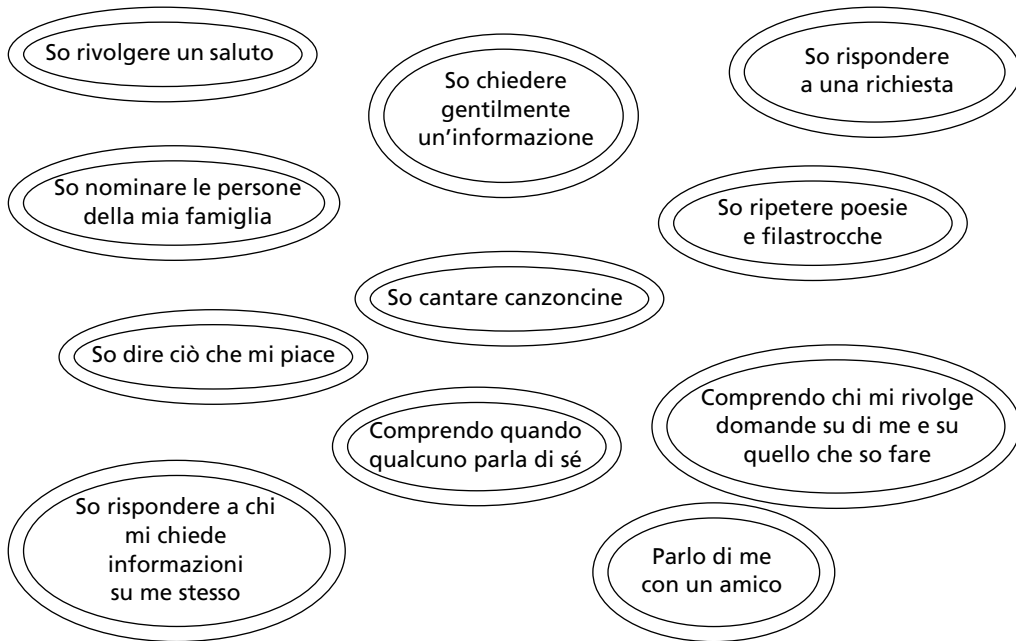 So rivolgere un saluto
So chiedere
gentilmente
un’informazione
So rispondere
a una richiesta
So nominare le persone
della mia famiglia
So ripetere poesie
e filastrocche
So cantare canzoncine
So dire ciò che mi piace
Comprendo quando
qualcuno parla di sé
Comprendo chi mi rivolge
domande su di me e su
quello che so fare
So rispondere a chi
mi chiede
informazioni
su me stesso
Parlo di me
con un amico